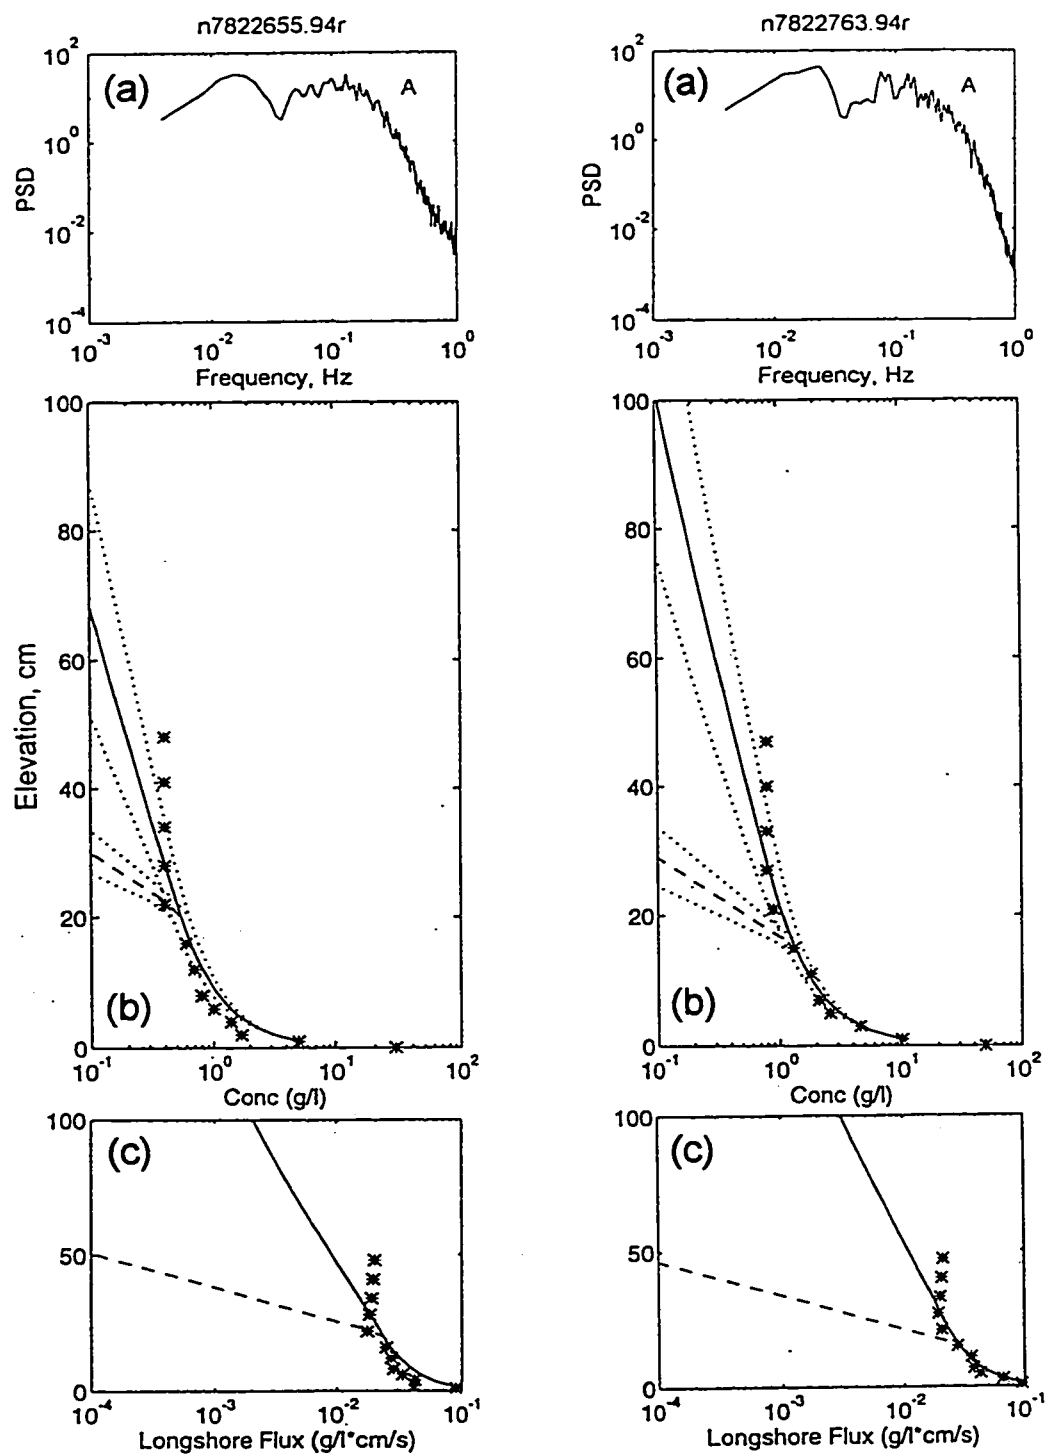 n7822655.94r
10^2
10^0
10^-2
10^-4
PSD
(a)
A
10^-3
10^-2
10^-1
10^0
Frequency, Hz
n7822763.94r
10^2
10^0
10^-2
10^-4
PSD
(a)
A
10^-3
10^-2
10^-1
10^0
Frequency, Hz
100
80
60
40
20
0
Elevation, cm
(b)
10^-1
10^0
10^1
10^2
Conc (g/l)
100
80
60
40
20
0
(b)
10^-1
10^0
10^1
10^2
Conc (g/l)
100
50
0
(c)
10^-4
10^-3
10^-2
10^-1
Longshore Flux (g/l*cm/s)
100
50
0
(c)
10^-4
10^-3
10^-2
10^-1
Longshore Flux (g/l*cm/s)